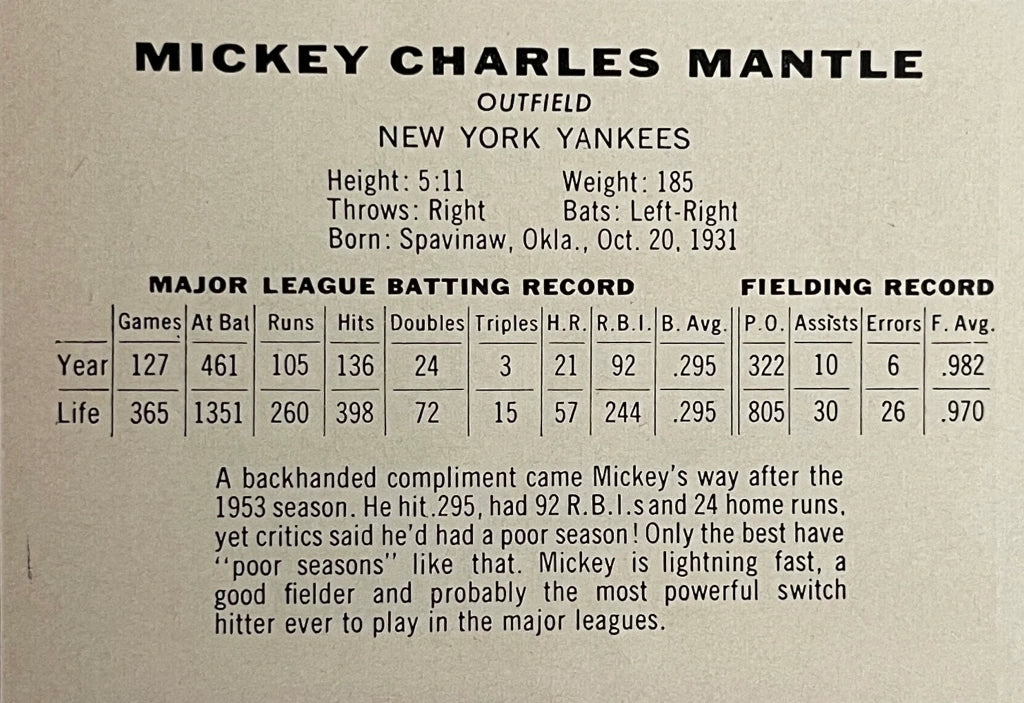 MICKEY CHARLES MANTLE
OUTFIELD
NEW YORK YANKEES
Height: 5:11 Weight: 185
Throws: Right Bats: Left-Right
Born: Spavinaw, Okla., Oct. 20, 1931
MAJOR LEAGUE BATTING RECORD FIELDING RECORD
Games At Bat Runs Hits Doubles Triples H.R. R.B.I. B. Avg. P.O. Assists Errors F. Avg.
Year 127 461 105 136 24 3 21 92 .295 322 10 6 .982
Life 365 1351 260 398 72 15 57 244 .295 805 30 26 .970
A backhanded compliment came Mickey's way after the
1953 season. He hit .295, had 92 R.B.I.s and 24 home runs,
yet critics said he'd had a poor season! Only the best have
"poor seasons" like that. Mickey is lightning fast, a
good fielder and probably the most powerful switch
hitter ever to play in the major leagues.